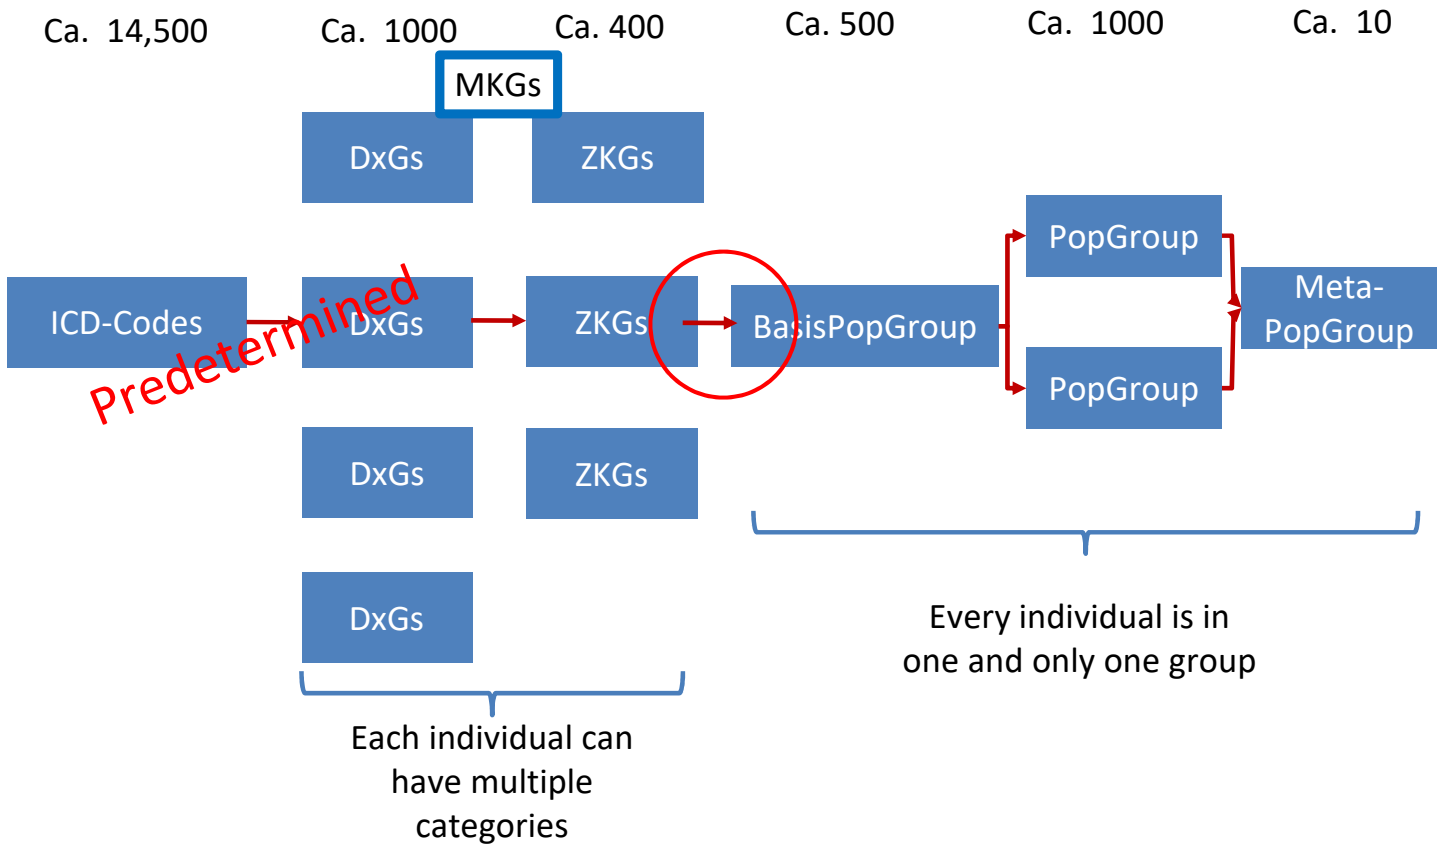 Ca.  14,500
Ca.  1000
Ca. 400
Ca. 500
Ca.  1000
Ca.  10
MKGs
DxGs
ZKGs
ICD-Codes
DxGs
ZKGs
BasisPopGroup
PopGroup
PopGroup
Meta-
PopGroup
Predetermined
DxGs
ZKGs
DxGs
Each individual can
have multiple
categories
Every individual is in
one and only one group